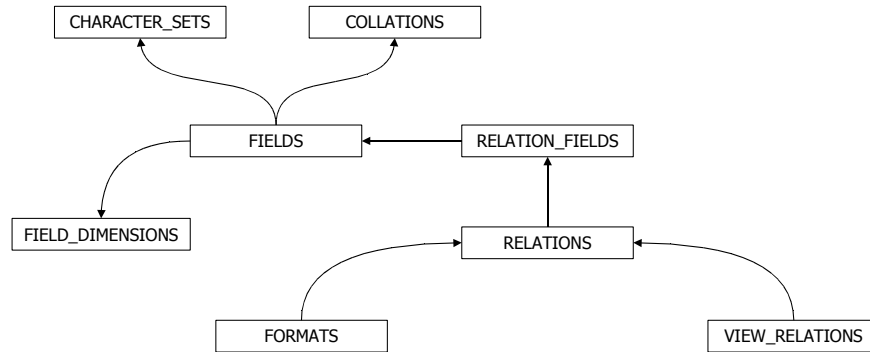 CHARACTER_SETS
COLLATIONS
FIELDS
RELATION_FIELDS
FIELD_DIMENSIONS
RELATIONS
FORMATS
VIEW_RELATIONS